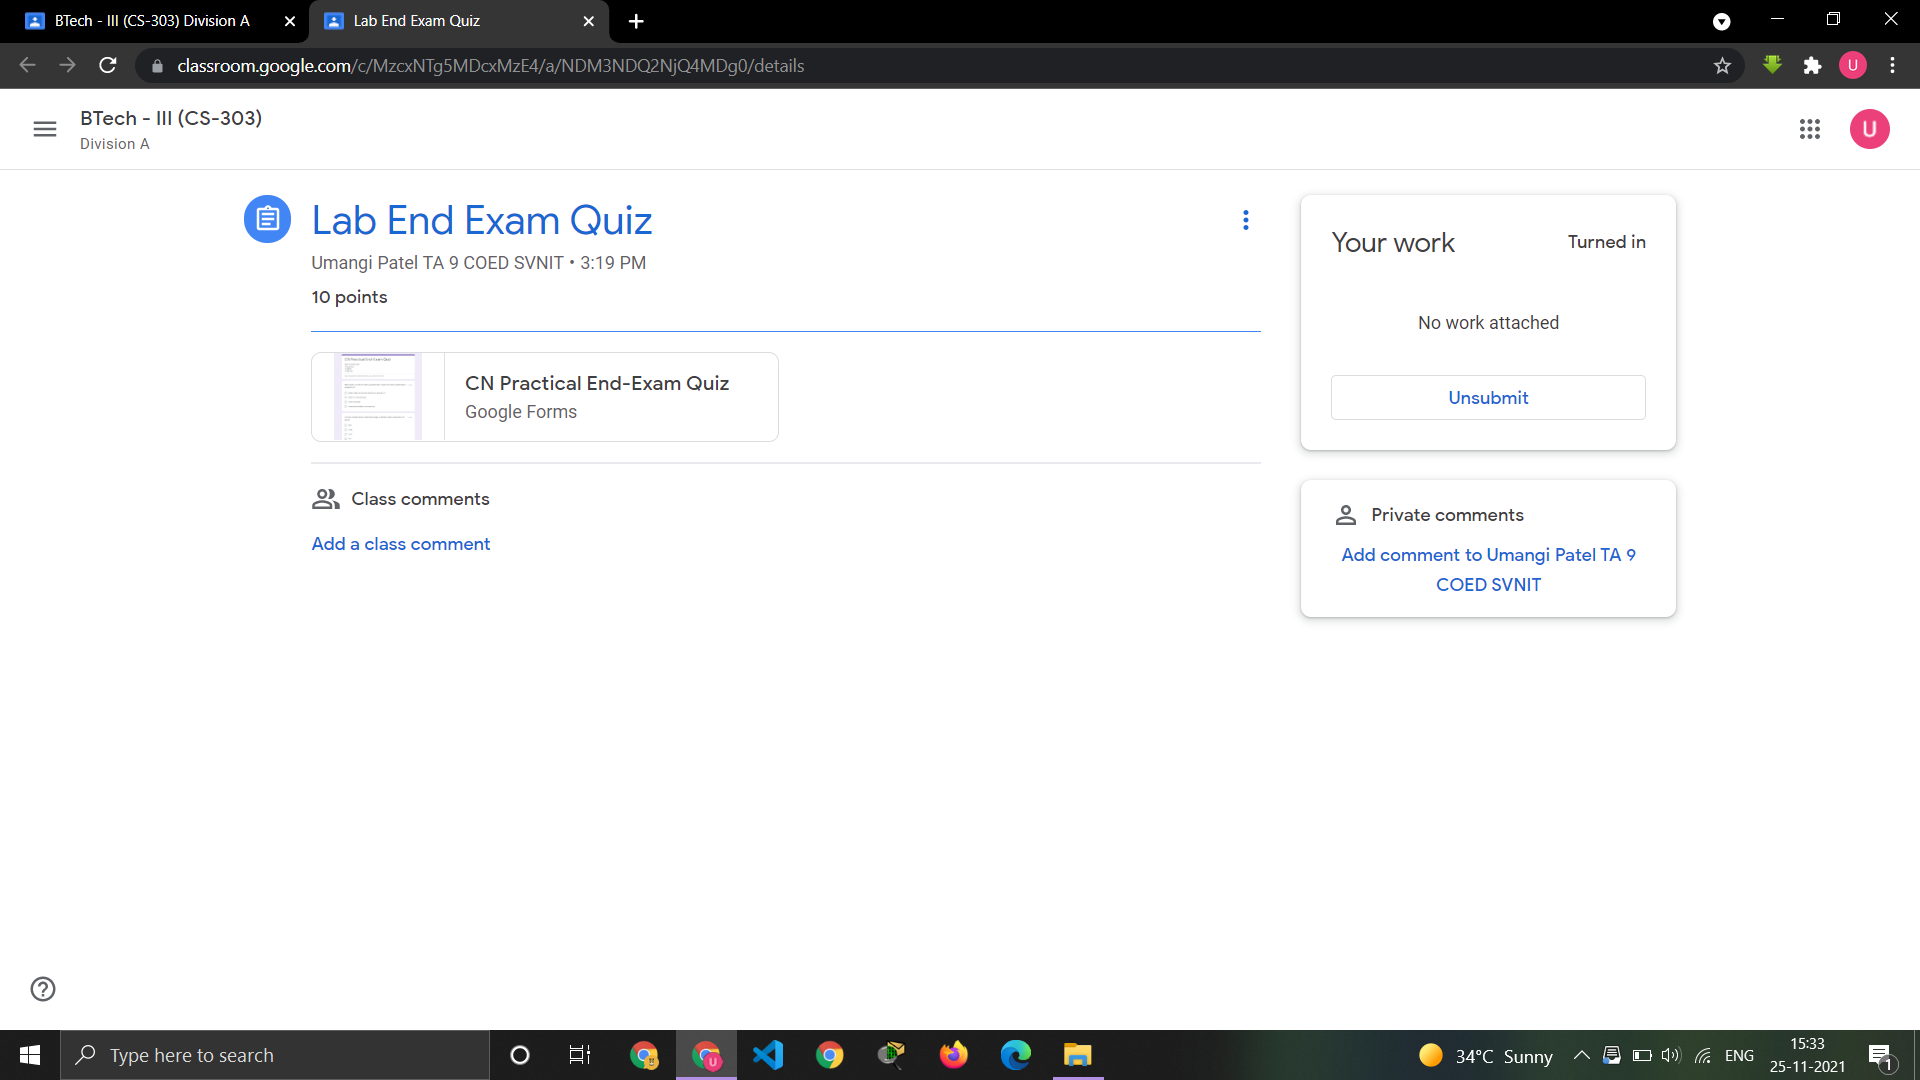 BTech - III (CS-303) Division A
Lab End Exam Quiz
classroom.google.com/c/MzcxNTg5MDcxMzE4/a/NDM3NDQ2NjQ4MDg0/details
U
BTech - III (CS-303)
Division A
U
Lab End Exam Quiz
Umangi Patel TA 9 COED SVNIT • 3:19 PM
10 points
CN Practical End-Exam Quiz
Google Forms
Class comments
Add a class comment
Your work
Turned in
No work attached
Unsubmit
Private comments
Add comment to Umangi Patel TA 9
COED SVNIT
Type here to search
U
34°C Sunny
ENG
15:33
25-11-2021
1